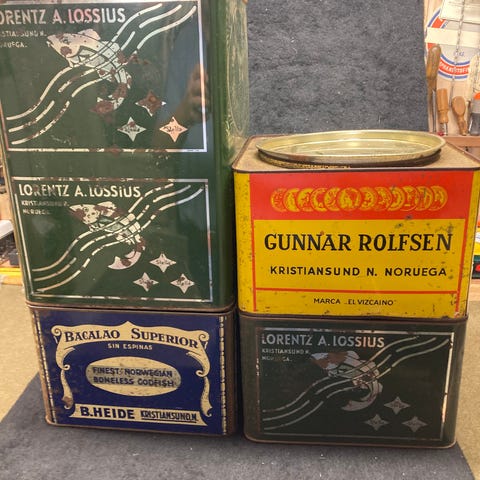 LORENTZ A. LOSSIUS
KRISTIANSUND N.
NORUEGA.
LORENTZ A. LOSSIUS
KRISTIANSUND N.
NORUEGA.
BACALAO SUPERIOR
SIN ESPINAS
FINEST NORWEGIAN
BONELESS CODFISH
B. HEIDE KRISTIANSUND.N.
GUNNAR ROLFSEN
KRISTIANSUND N. NORUEGA
MARCA „EL VIZCAINO"
LORENTZ A. LOSSIUS
KRISTIANSUND N.
NORUEGA.